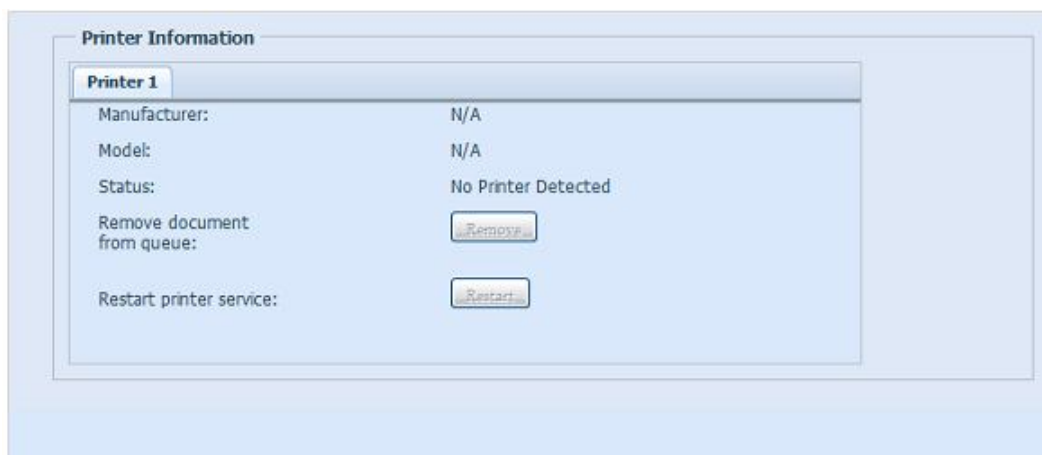 Printer Information
Printer 1
Manufacturer: N/A
Model: N/A
Status: No Printer Detected
Remove document
from queue:
Remove
Restart printer service: Restart